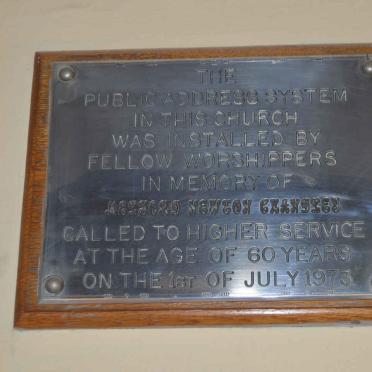 THE
PUBLIC ADDRESS SYSTEM
IN THIS CHURCH
WAS INSTALLED BY
FELLOW WORSHIPPERS
IN MEMORY OF
NEWTON
CALLED TO HIGHER SERVICE
AT THE AGE OF 60 YEARS
ON THE 1ST OF JULY 1973